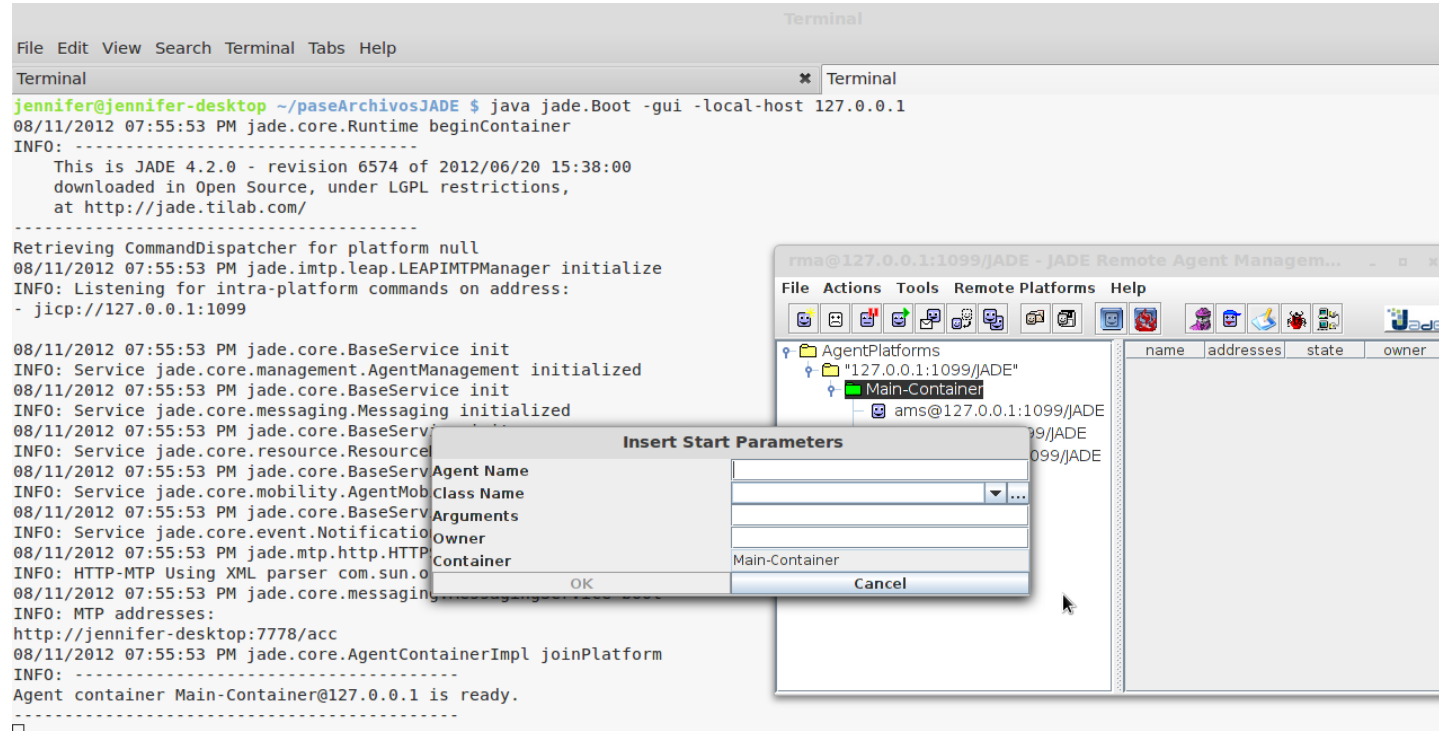 Terminal
File Edit View Search Terminal Tabs Help
Terminal ✖ Terminal
jennifer@jennifer-desktop ~/paseArchivosJADE $ java jade.Boot -gui -local-host 127.0.0.1
08/11/2012 07:55:53 PM jade.core.Runtime beginContainer
INFO: ----------------------------------
This is JADE 4.2.0 - revision 6574 of 2012/06/20 15:38:00
downloaded in Open Source, under LGPL restrictions,
at http://jade.tilab.com/
----------------------------------------
Retrieving CommandDispatcher for platform null
08/11/2012 07:55:53 PM jade.imtp.leap.LEAPIMTPManager initialize
INFO: Listening for intra-platform commands on address:
- jicp://127.0.0.1:1099
08/11/2012 07:55:53 PM jade.core.BaseService init
INFO: Service jade.core.management.AgentManagement initialized
08/11/2012 07:55:53 PM jade.core.BaseService init
INFO: Service jade.core.messaging.Messaging initialized
08/11/2012 07:55:53 PM jade.core.BaseServ
INFO: Service jade.core.resource.Resource
08/11/2012 07:55:53 PM jade.core.BaseServ
INFO: Service jade.core.mobility.AgentMob
08/11/2012 07:55:53 PM jade.core.BaseServ
INFO: Service jade.core.event.Notificatio
08/11/2012 07:55:53 PM jade.mtp.http.HTTP
INFO: HTTP-MTP Using XML parser com.sun.o
08/11/2012 07:55:53 PM jade.core.messaging
INFO: MTP addresses:
http://jennifer-desktop:7778/acc
08/11/2012 07:55:53 PM jade.core.AgentContainerImpl joinPlatform
INFO: --------------------------------------
Agent container Main-Container@127.0.0.1 is ready.
--------------------------------------------
rma@127.0.0.1:1099/JADE - JADE Remote Agent Managem...
File Actions Tools Remote Platforms Help
Jade
AgentPlatforms
"127.0.0.1:1099/JADE"
Main-Container
ams@127.0.0.1:1099/JADE
99/JADE
099/JADE
name addresses state owner
Insert Start Parameters
Agent Name
Class Name ...
Arguments
Owner
Container Main-Container
OK Cancel